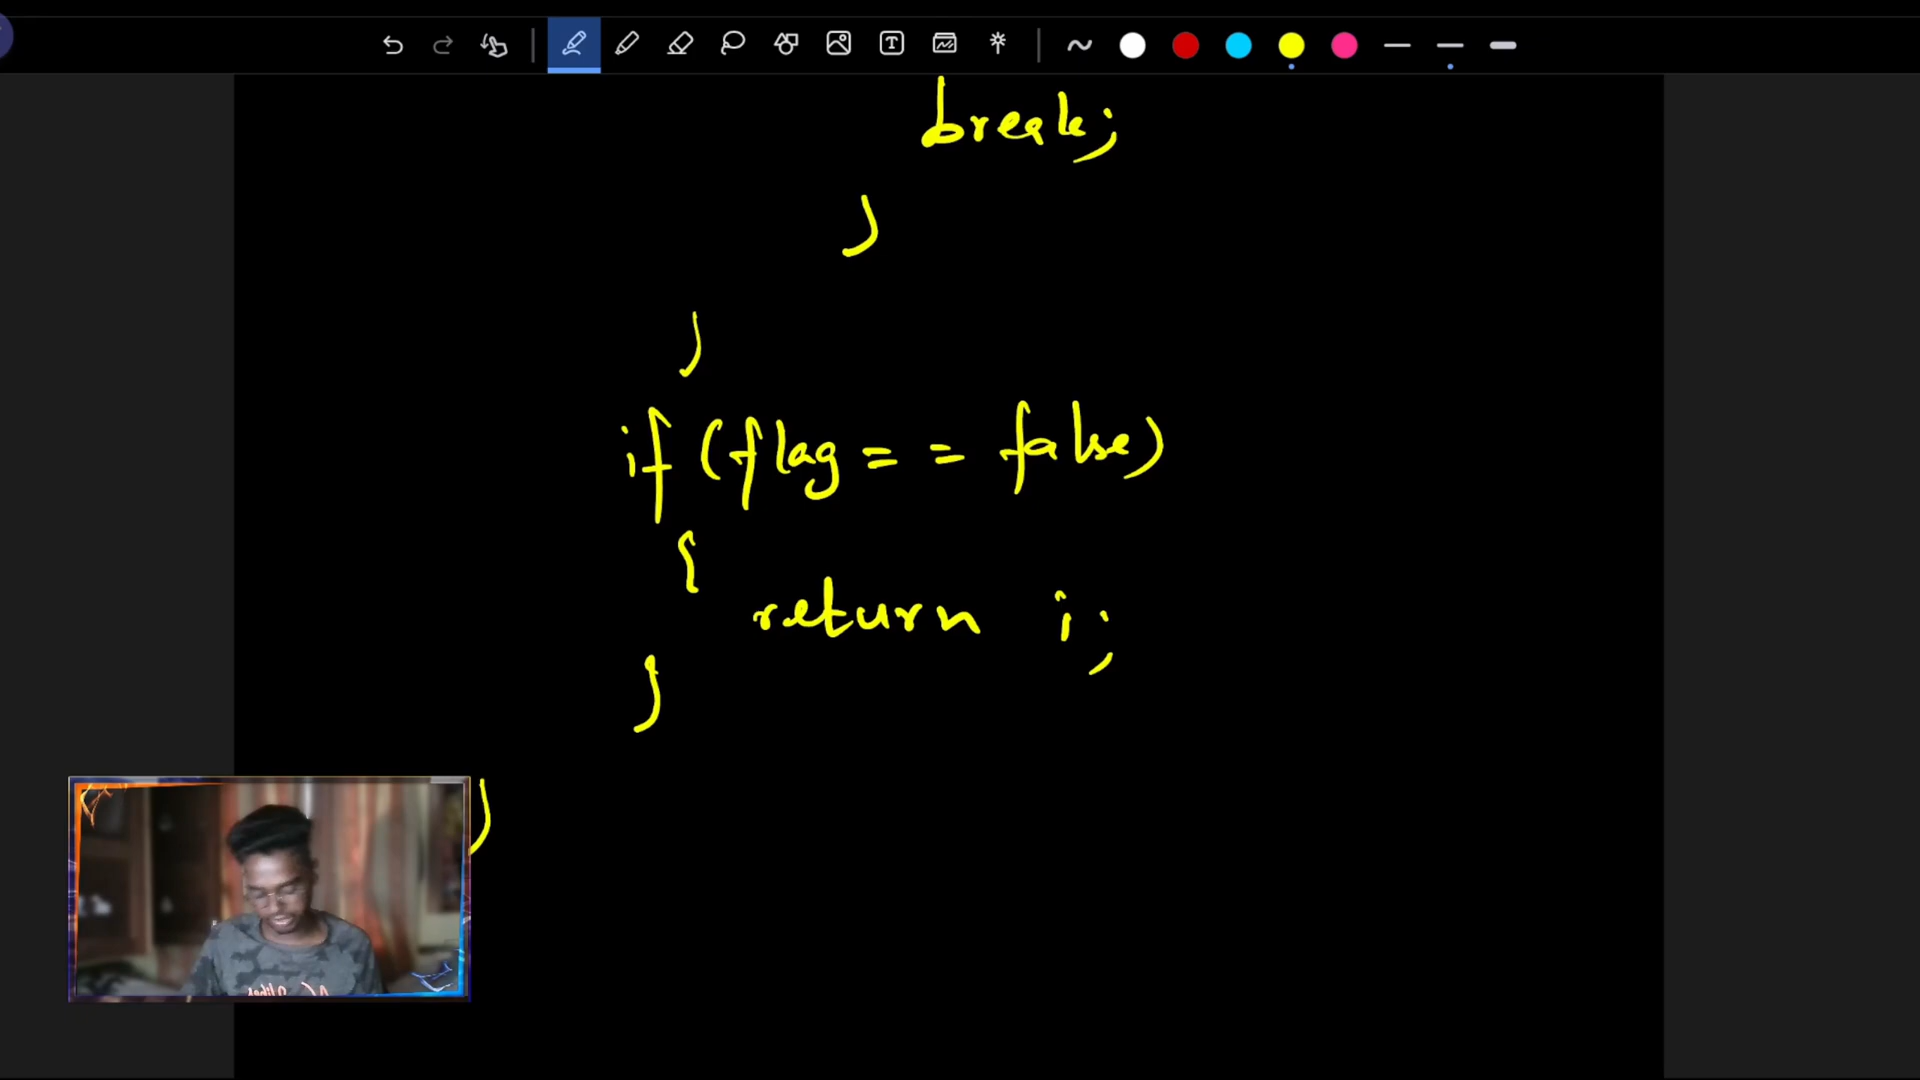 break;
}
}
if (flag == false)
{
return i;
}
}